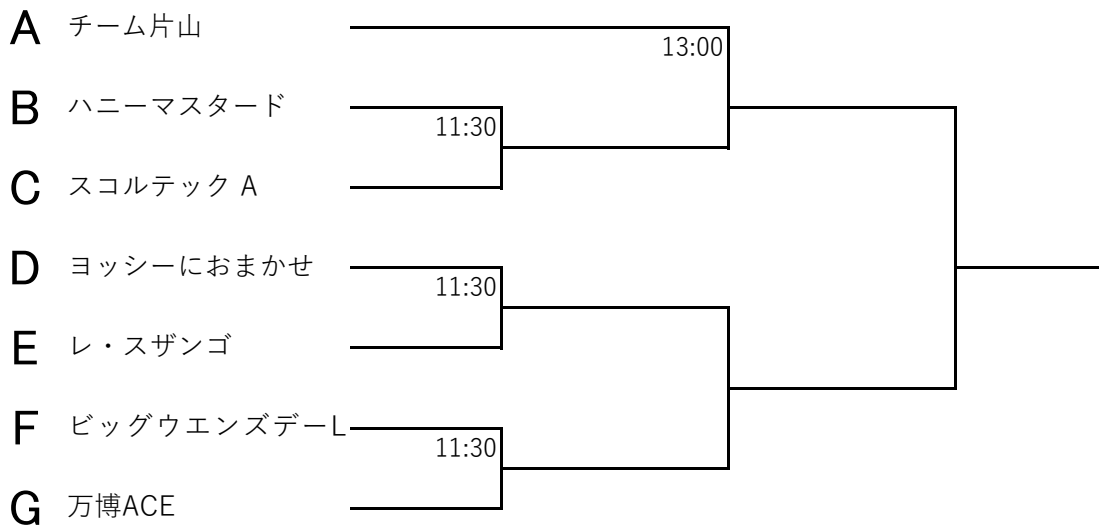 A チーム片山
13:00
B ハニーマスタード
11:30
C スコルテック A
D ヨッシーにおまかせ
11:30
E レ・スザンゴ
F ビッグウエンズデーL
11:30
G 万博ACE